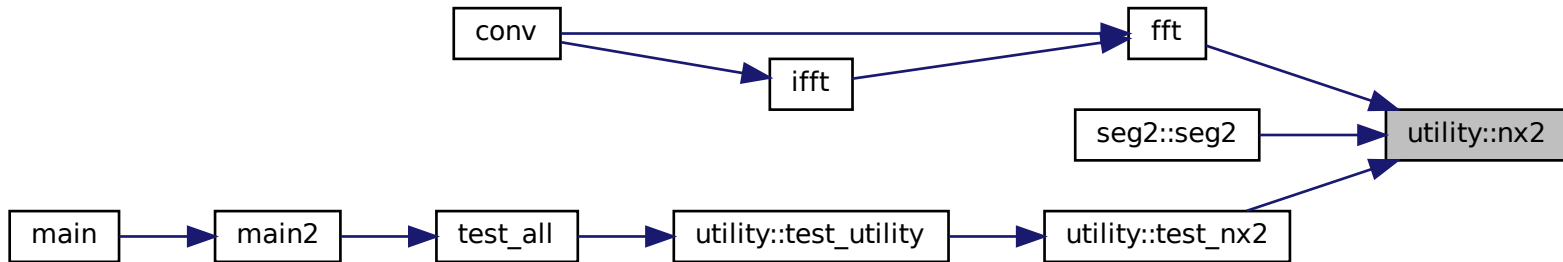 conv
fft
ifft
seg2::seg2
utility::nx2
main
main2
test_all
utility::test_utility
utility::test_nx2